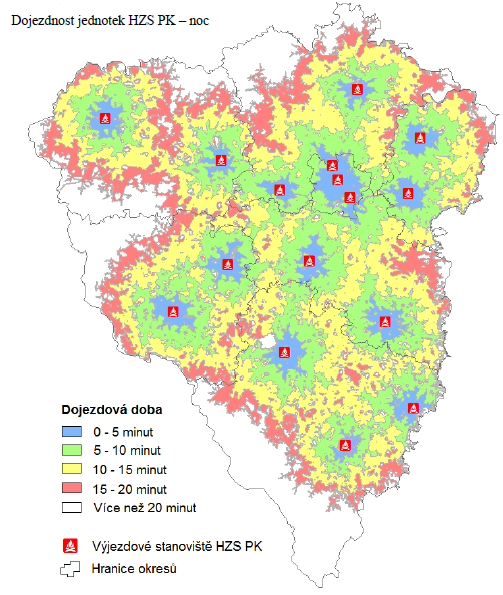 Dojezdnost jednotek HZS PK – noc
Dojezdová doba
0 - 5 minut
5 - 10 minut
10 - 15 minut
15 - 20 minut
Více než 20 minut
Výjezdové stanoviště HZS PK
Hranice okresů